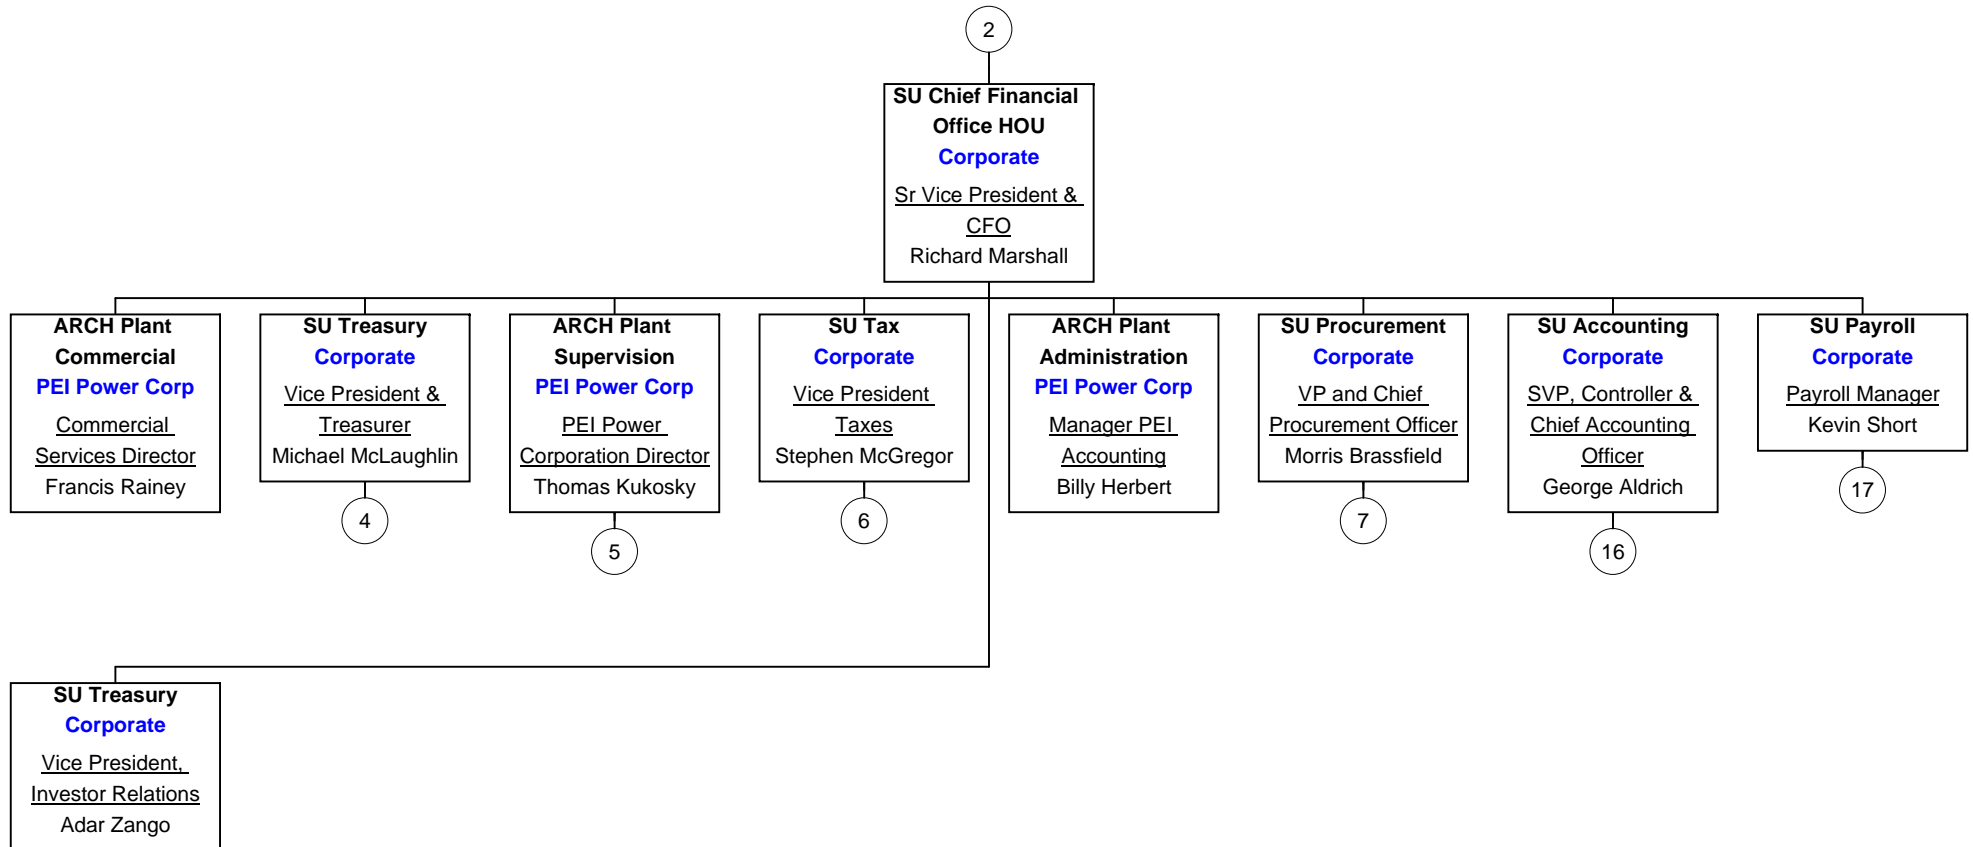 2
SU Chief Financial
Office HOU
Corporate
Sr Vice President &
CFO
Richard Marshall
ARCH Plant
Commercial
PEI Power Corp
Commercial
Services Director
Francis Rainey
SU Treasury
Corporate
Vice President &
Treasurer
Michael McLaughlin
4
ARCH Plant
Supervision
PEI Power Corp
PEI Power
Corporation Director
Thomas Kukosky
5
SU Tax
Corporate
Vice President
Taxes
Stephen McGregor
6
ARCH Plant
Administration
PEI Power Corp
Manager PEI
Accounting
Billy Herbert
SU Procurement
Corporate
VP and Chief
Procurement Officer
Morris Brassfield
7
SU Accounting
Corporate
SVP, Controller &
Chief Accounting
Officer
George Aldrich
16
SU Payroll
Corporate
Payroll Manager
Kevin Short
17
SU Treasury
Corporate
Vice President,
Investor Relations
Adar Zango